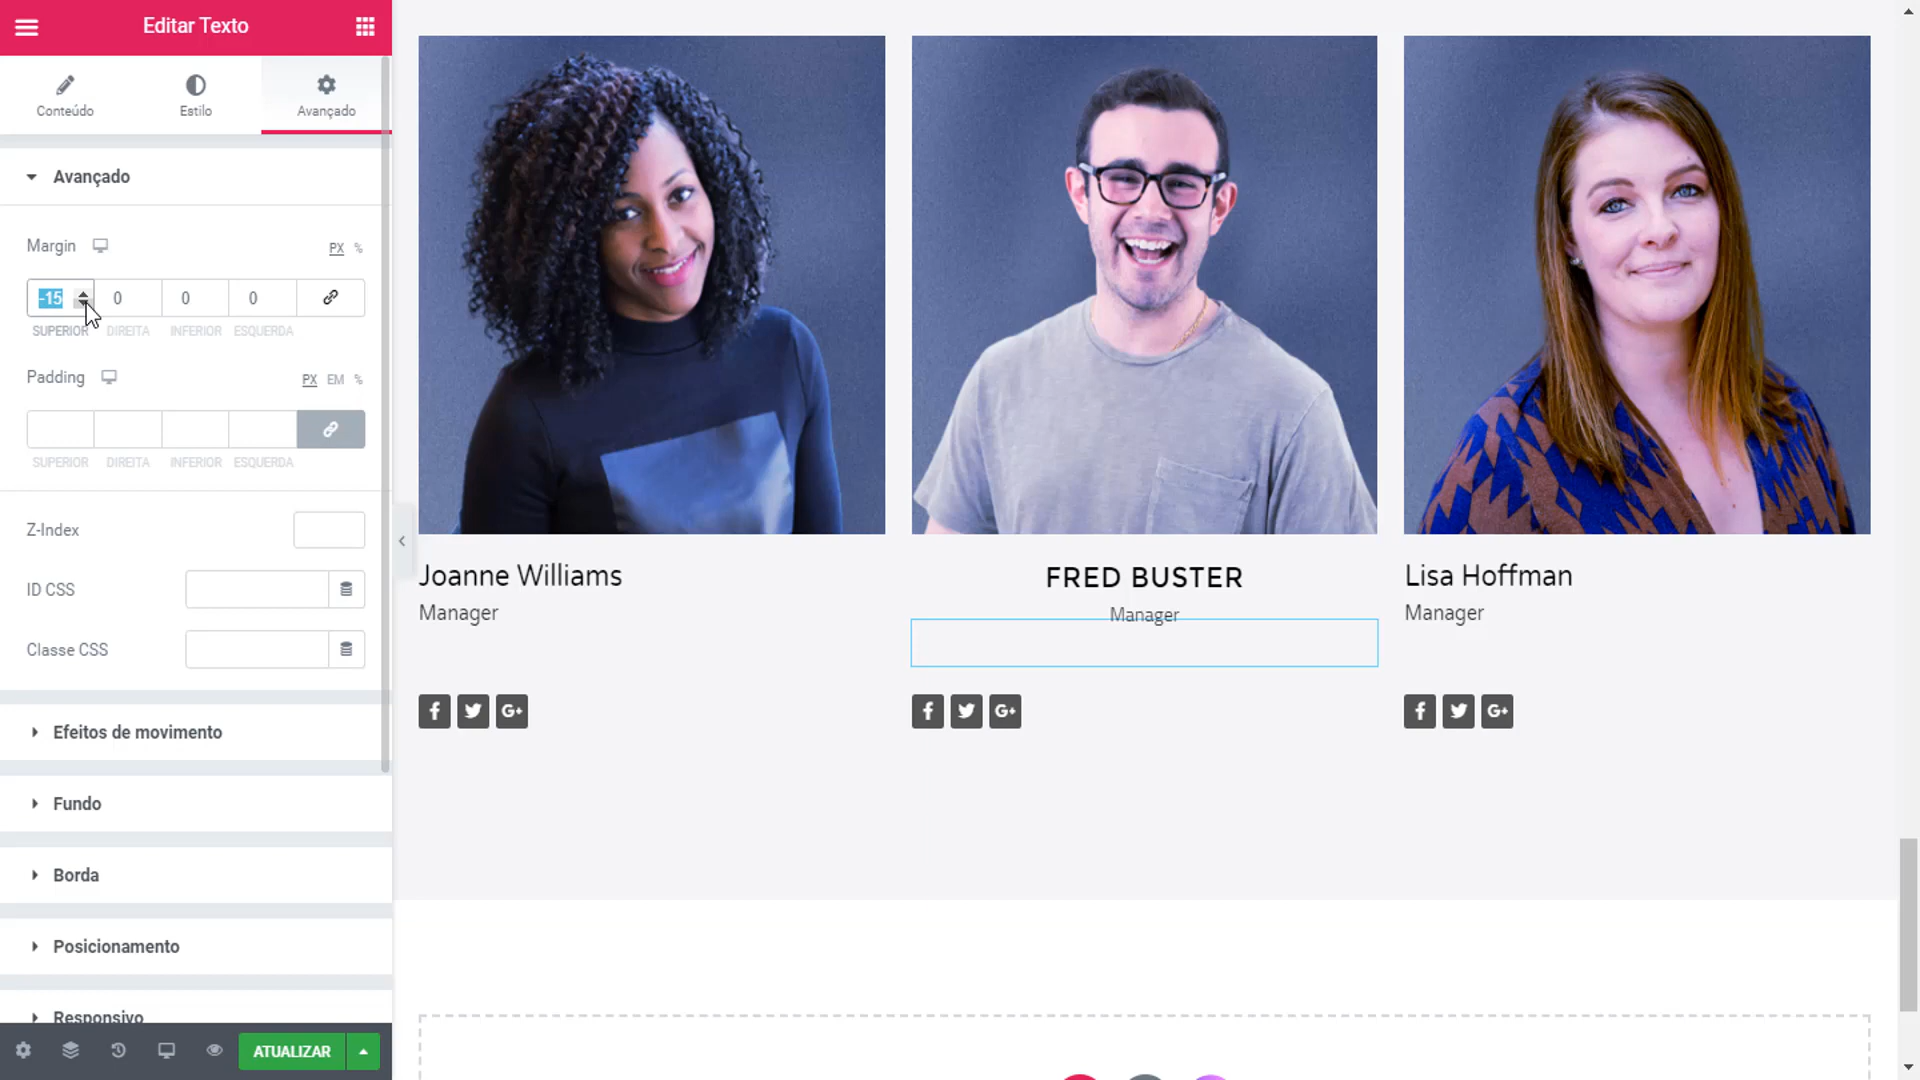 Editar Texto
Conteúdo
Estilo
Avançado
Avançado
Margin
PX %
-15 0 0 0
SUPERIOR DIREITA INFERIOR ESQUERDA
Padding
PX EM %
SUPERIOR DIREITA INFERIOR ESQUERDA
Z-Index
ID CSS
Classe CSS
Efeitos de movimento
Fundo
Borda
Posicionamento
Responsivo
ATUALIZAR
Joanne Williams
Manager
G+
FRED BUSTER
Manager
G+
Lisa Hoffman
Manager
G+